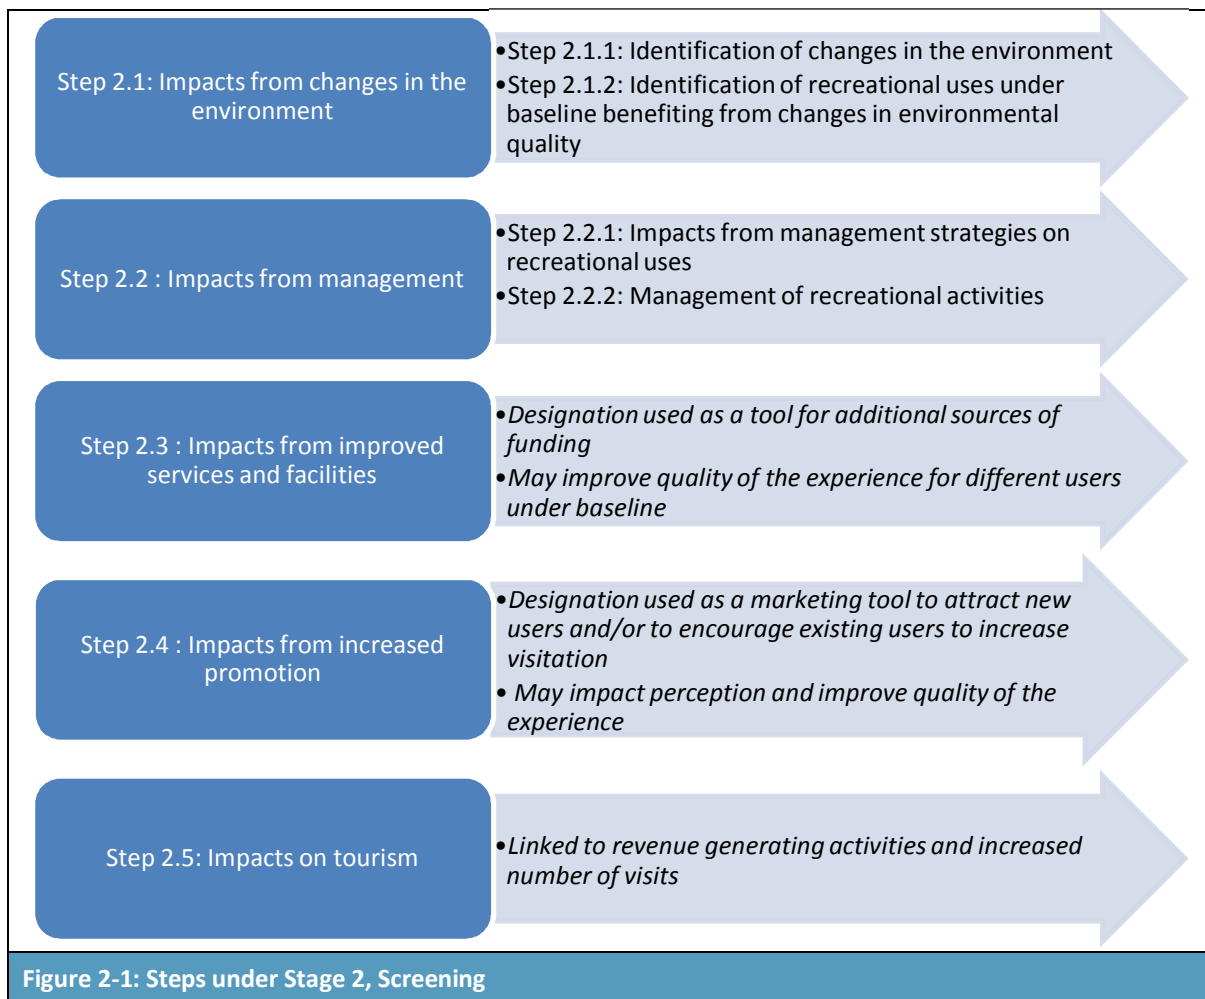 Step 2.1: Impacts from changes in the
environment
•Step 2.1.1: Identification of changes in the environment
•Step 2.1.2: Identification of recreational uses under
baseline benefiting from changes in environmental
quality
Step 2.2 : Impacts from management
•Step 2.2.1: Impacts from management strategies on
recreational uses
•Step 2.2.2: Management of recreational activities
Step 2.3 : Impacts from improved
services and facilities
•Designation used as a tool for additional sources of
funding
•May improve quality of the experience for different users
under baseline
Step 2.4 : Impacts from increased
promotion
•Designation used as a marketing tool to attract new
users and/or to encourage existing users to increase
visitation
• May impact perception and improve quality of the
experience
Step 2.5: Impacts on tourism
•Linked to revenue generating activities and increased
number of visits
Figure 2-1: Steps under Stage 2, Screening